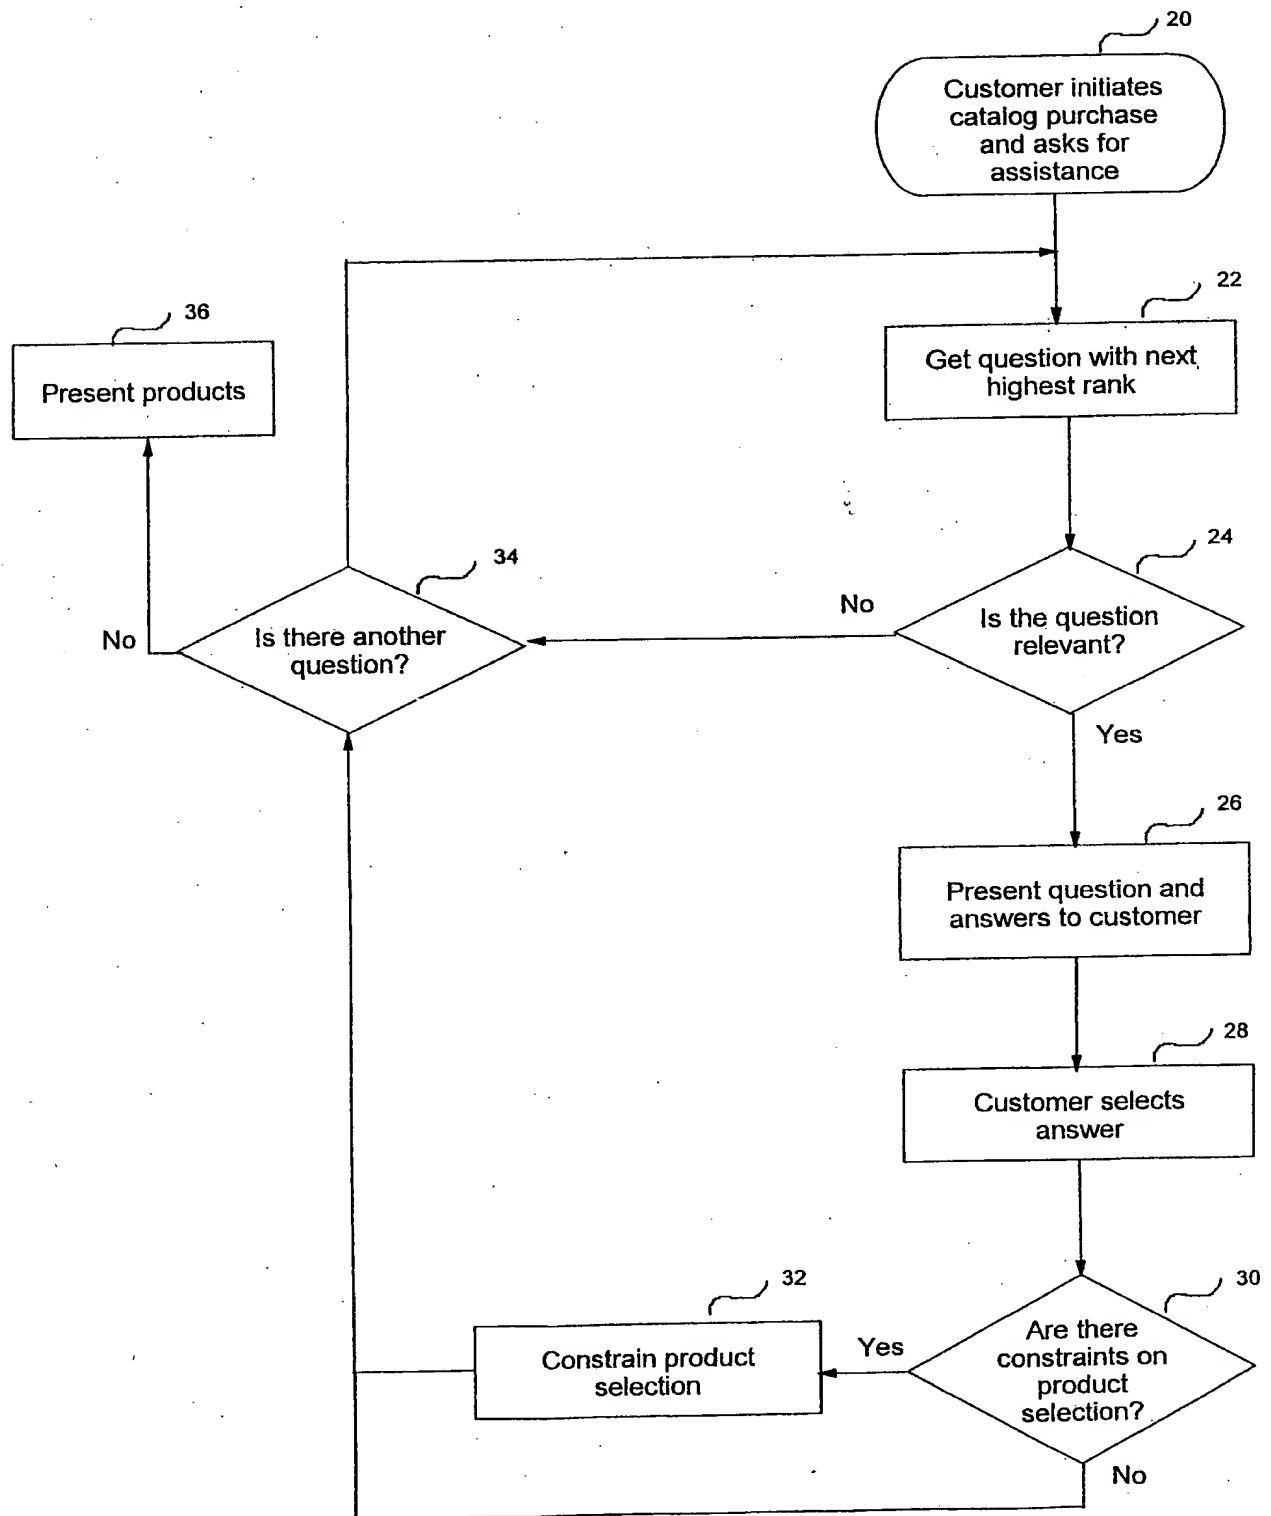 20
Customer initiates
catalog purchase
and asks for
assistance
22
Get question with next
highest rank
36
Present products
24
Is the question
relevant?
No
Yes
34
Is there another
question?
No
26
Present question and
answers to customer
28
Customer selects
answer
30
Are there
constraints on
product
selection?
Yes
No
32
Constrain product
selection